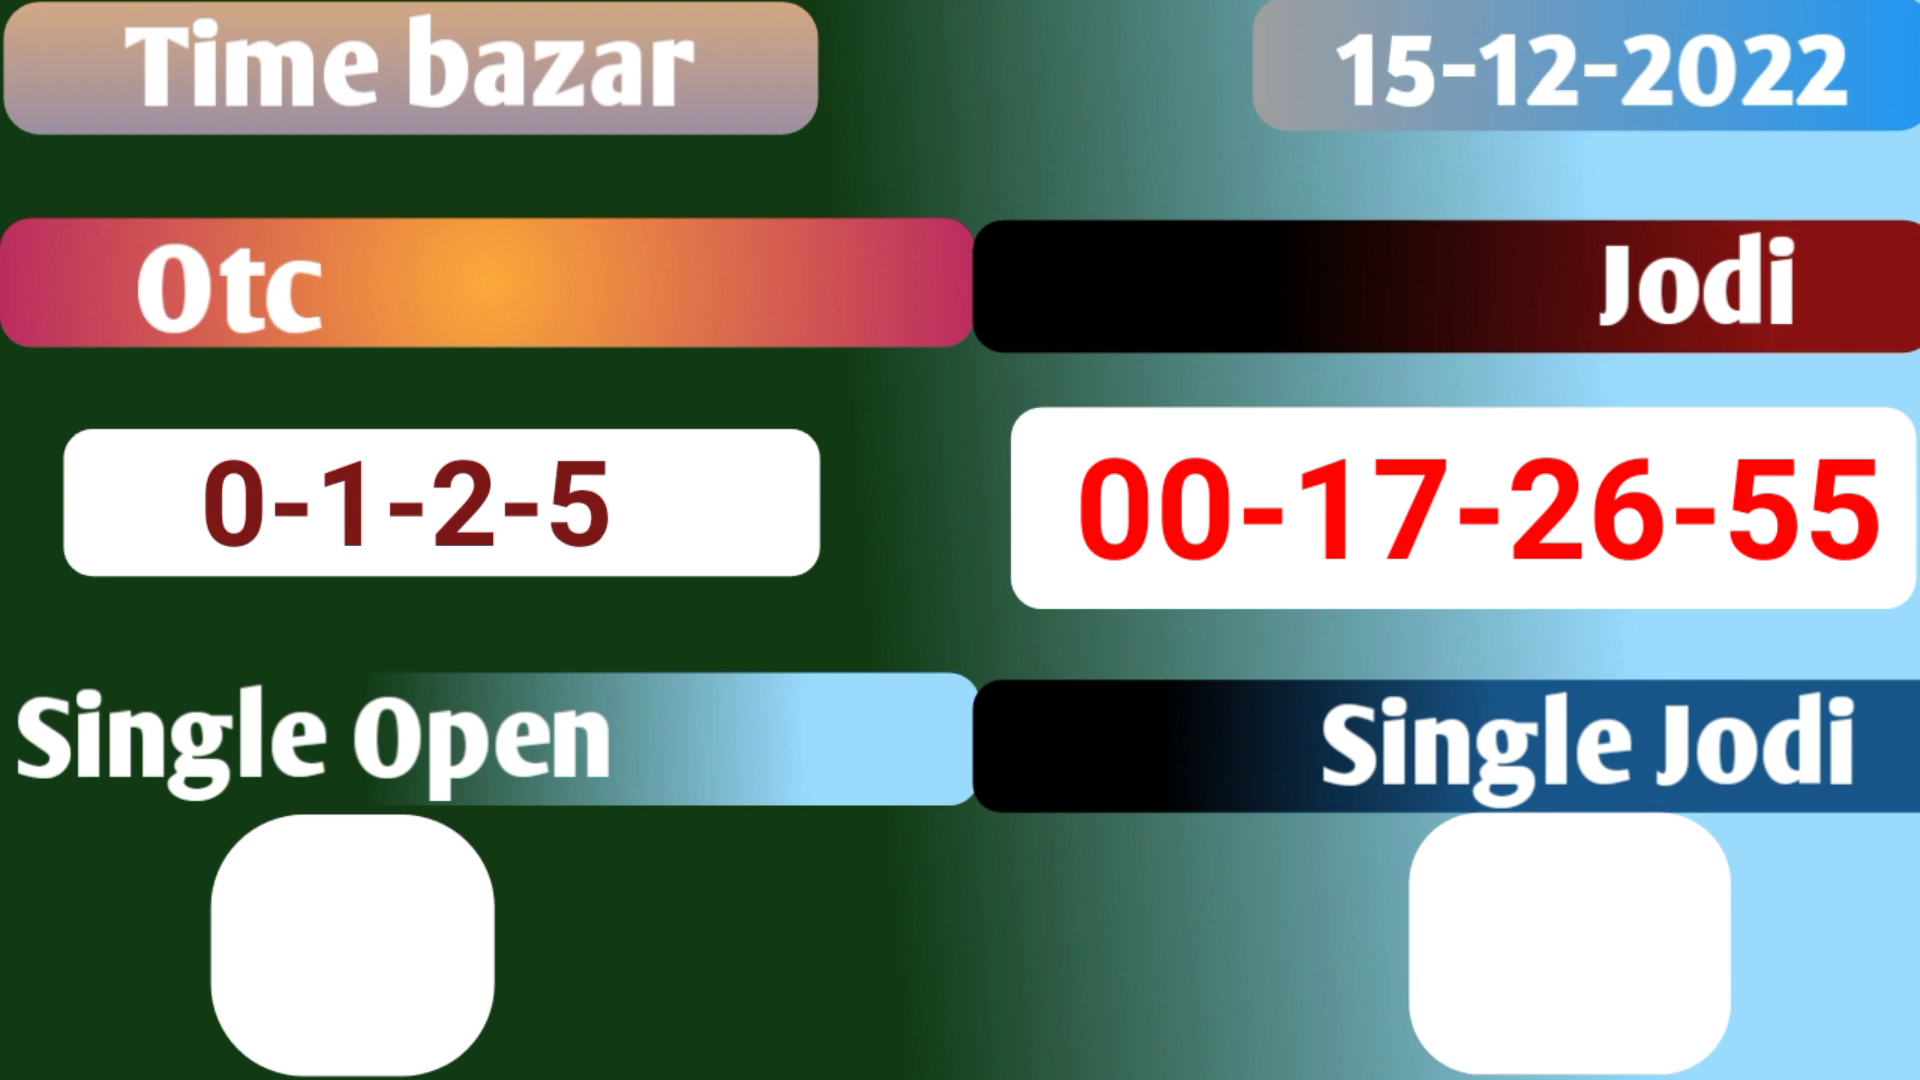 Time bazar
15-12-2022
Otc
Jodi
0-1-2-5
00-17-26-55
Single Open
Single Jodi